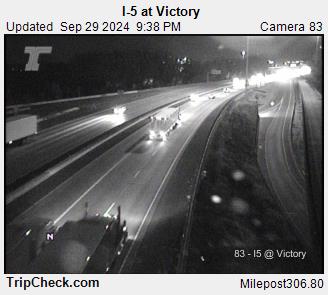 I-5 at Victory
Updated Sep 29 2024 9:38 PM Camera 83
T
N
83 - I5 @ Victory
TripCheck.com Milepost306.80